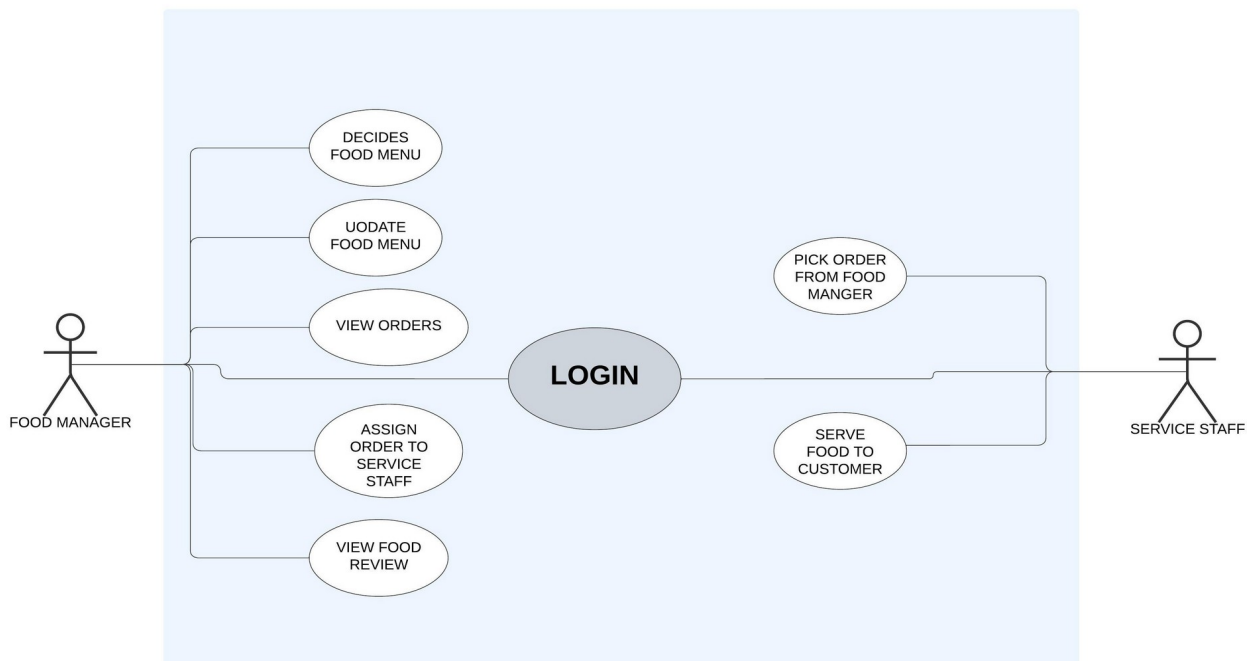 DECIDES
FOOD MENU
UODATE
FOOD MENU
VIEW ORDERS
FOOD MANAGER
ASSIGN
ORDER TO
SERVICE
STAFF
VIEW FOOD
REVIEW
LOGIN
PICK ORDER
FROM FOOD
MANGER
SERVE
FOOD TO
CUSTOMER
SERVICE STAFF